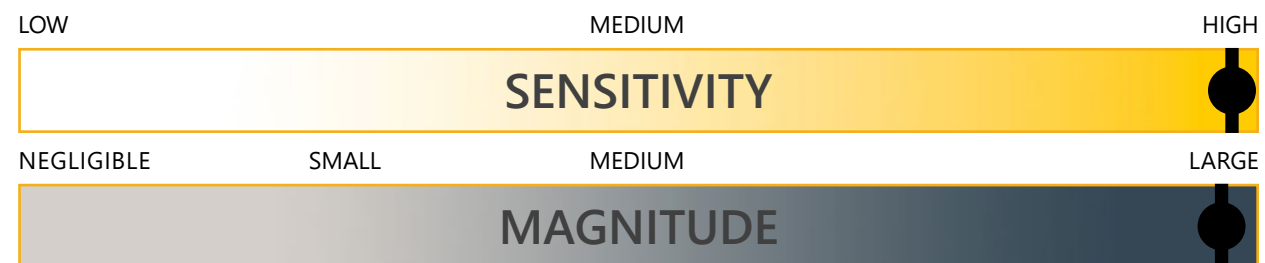 LOW MEDIUM HIGH
SENSITIVITY
NEGLIGIBLE SMALL MEDIUM LARGE
MAGNITUDE